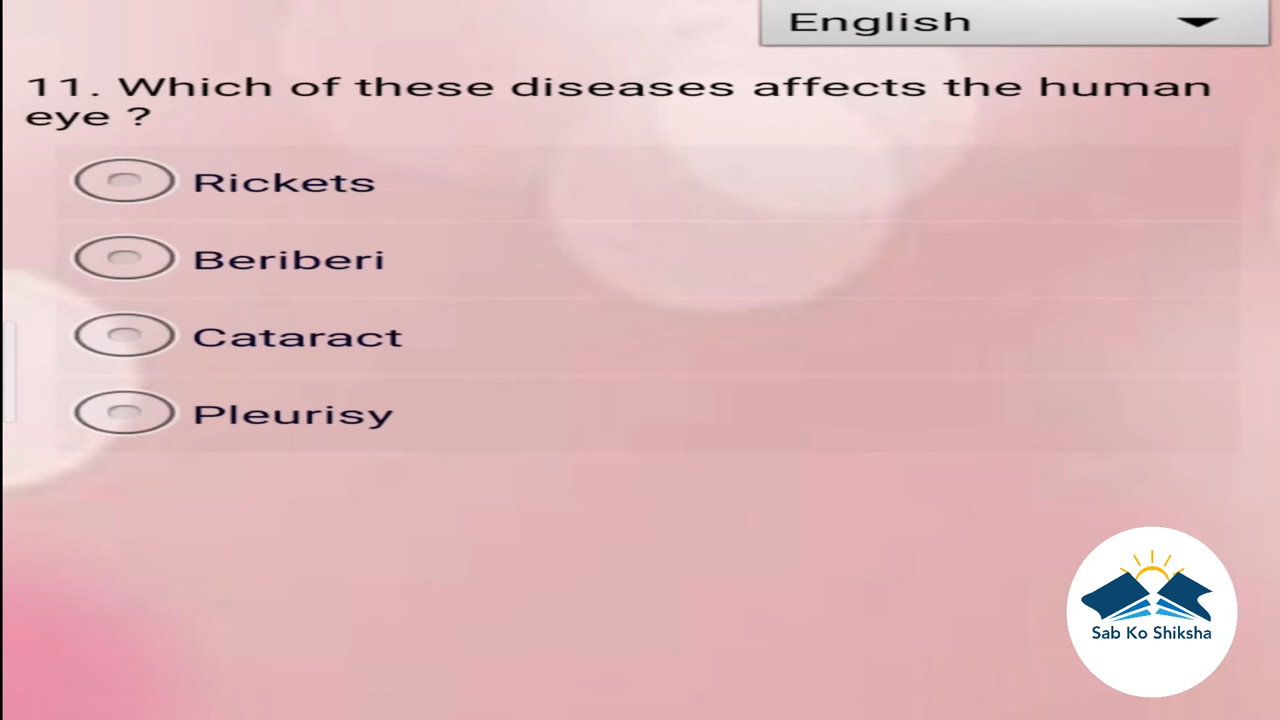 English
11. Which of these diseases affects the human
eye ?
Rickets
Beriberi
Cataract
Pleurisy
Sab Ko Shiksha